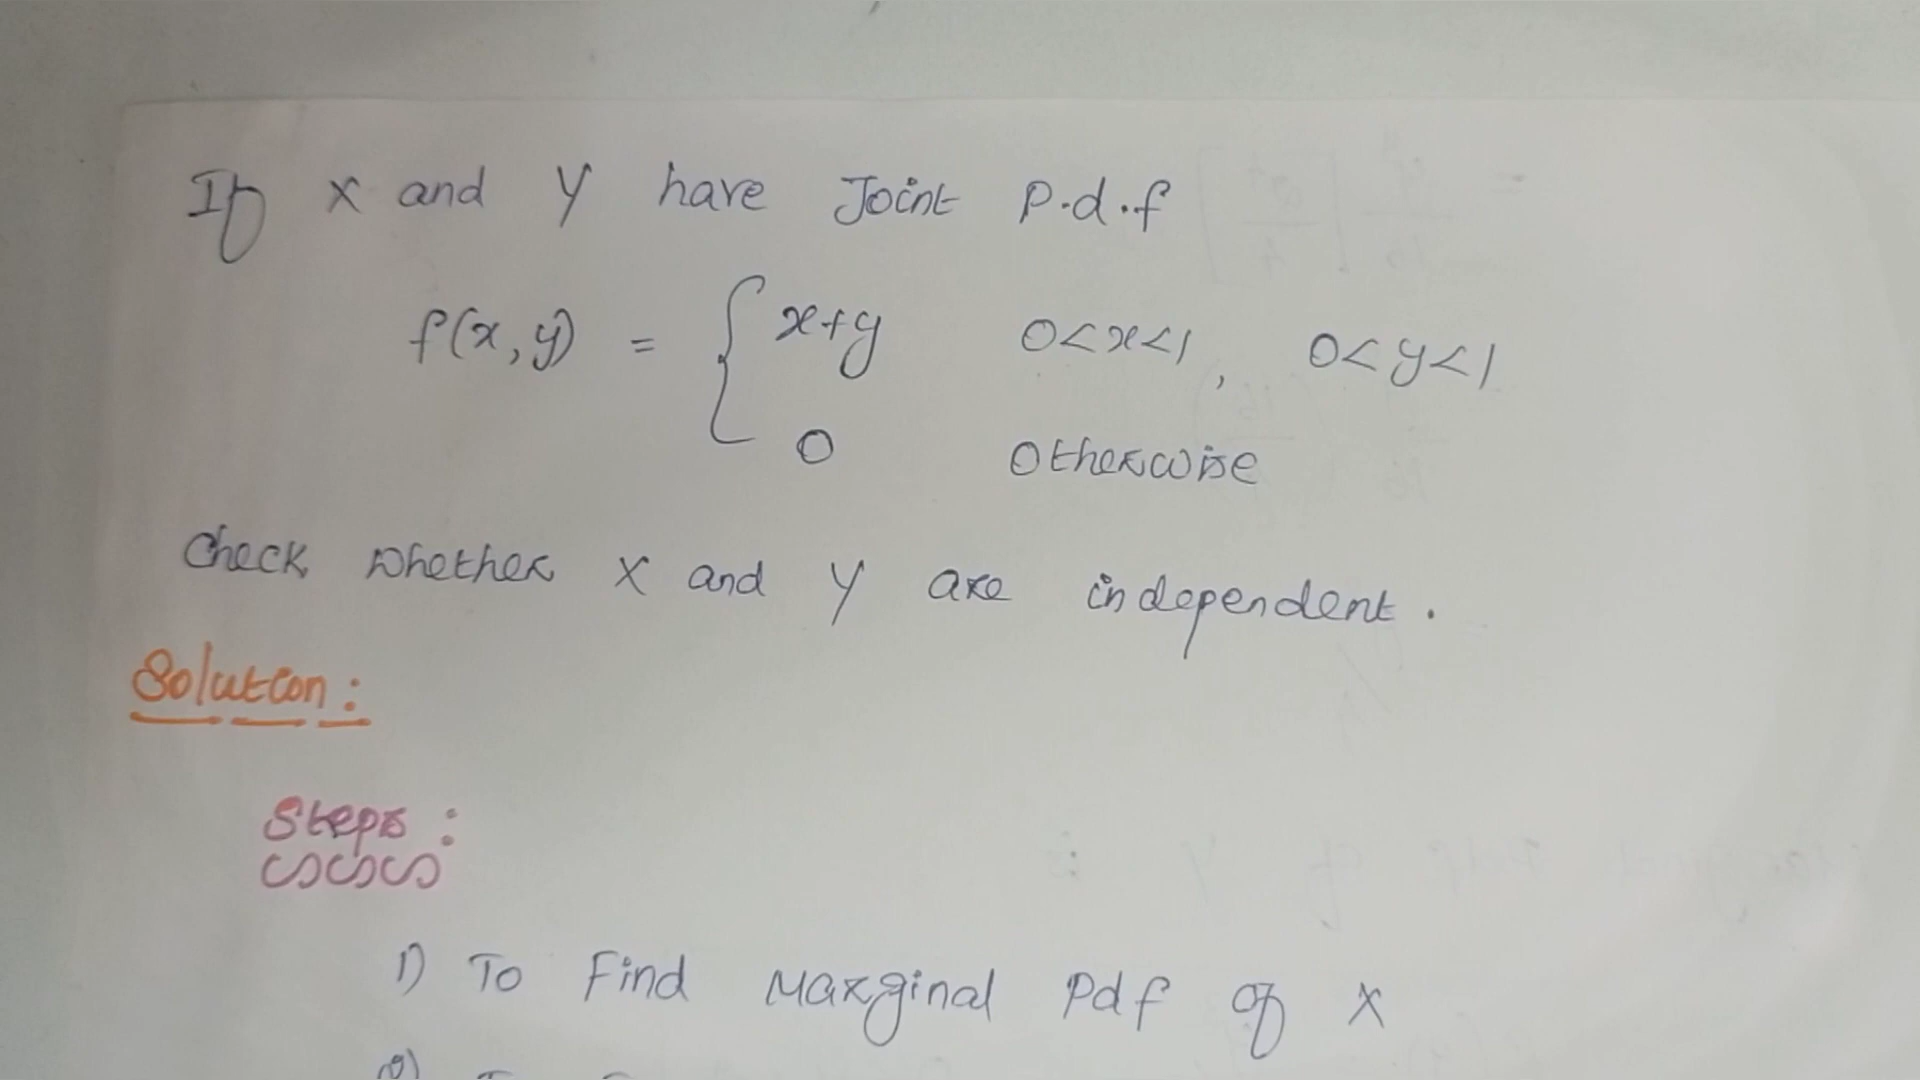 If X and Y have Joint P.d.f
f(x,y) = { x+y 0<x<1, 0<y<1
0 otherwise
Check whether X and Y are independent.
Solution:
Steps:
1) To Find Marginal Pdf of X
2)